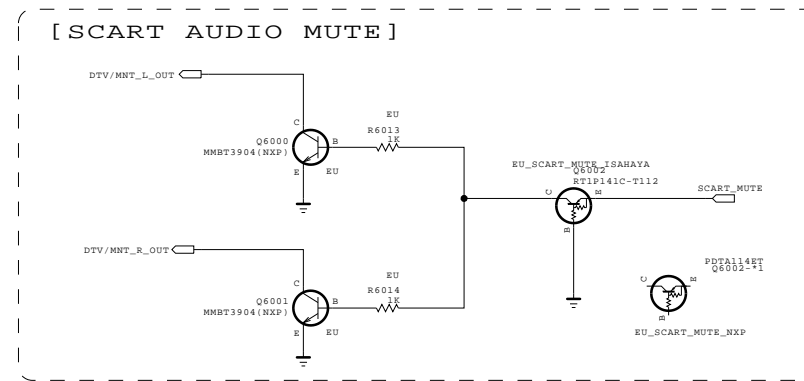 [SCART AUDIO MUTE]
DTV/MNT_L_OUT
C
Q6000
MMBT3904(NXP)
B
E
EU
EU
R6013
1K
EU_SCART_MUTE_ISAHAYA
Q6002
RT1P141C-T112
C
E
B
SCART_MUTE
DTV/MNT_R_OUT
C
Q6001
MMBT3904(NXP)
B
E
EU
EU
R6014
1K
PDTA114ET
Q6002-*1
C
E
B
EU_SCART_MUTE_NXP